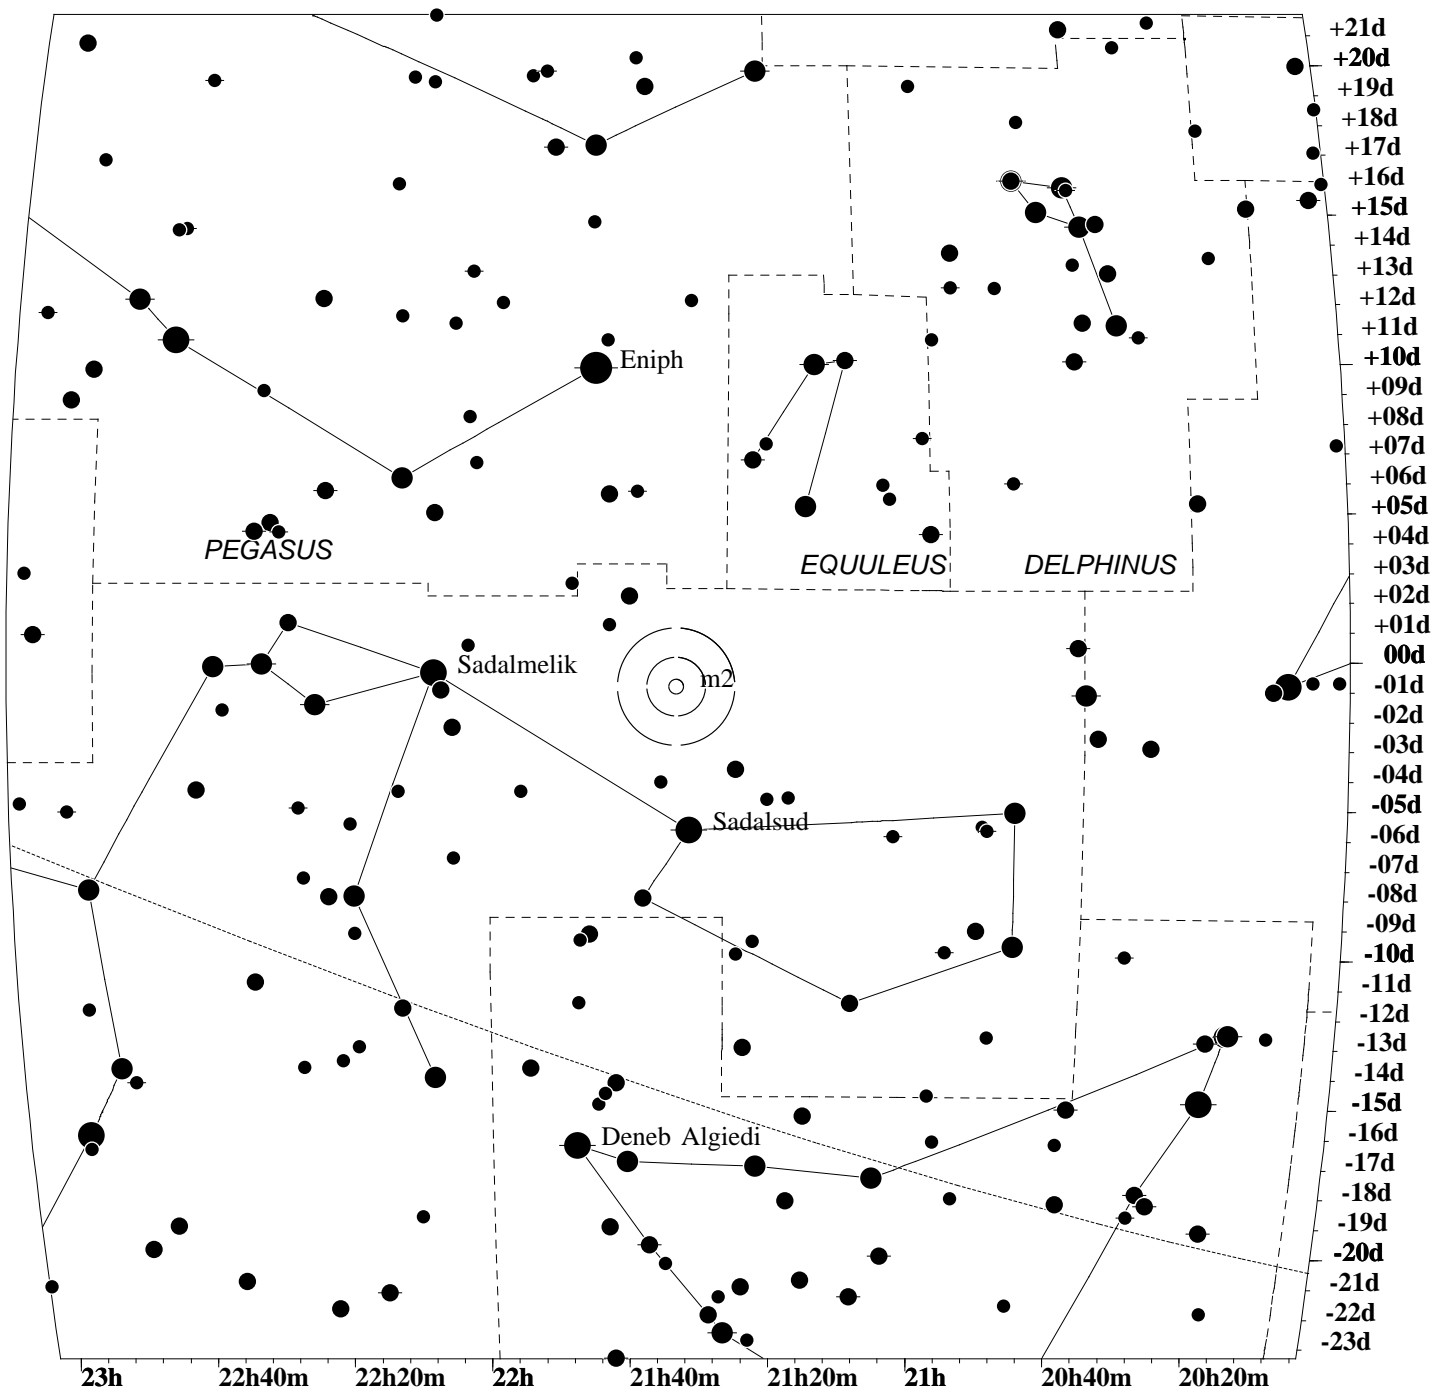 +21d
+20d
+19d
+18d
+17d
+16d
+15d
+14d
+13d
+12d
+11d
Eniph
+10d
+09d
+08d
+07d
+06d
+05d
+04d
PEGASUS
EQUULEUS
DELPHINUS
+03d
+02d
+01d
00d
Sadalmelik
m2
-01d
-02d
-03d
-04d
-05d
Sadalsud
-06d
-07d
-08d
-09d
-10d
-11d
-12d
-13d
-14d
-15d
Deneb Algiedi
-16d
-17d
-18d
-19d
-20d
-21d
-22d
-23d
23h
22h40m
22h20m
22h
21h40m
21h20m
21h
20h40m
20h20m